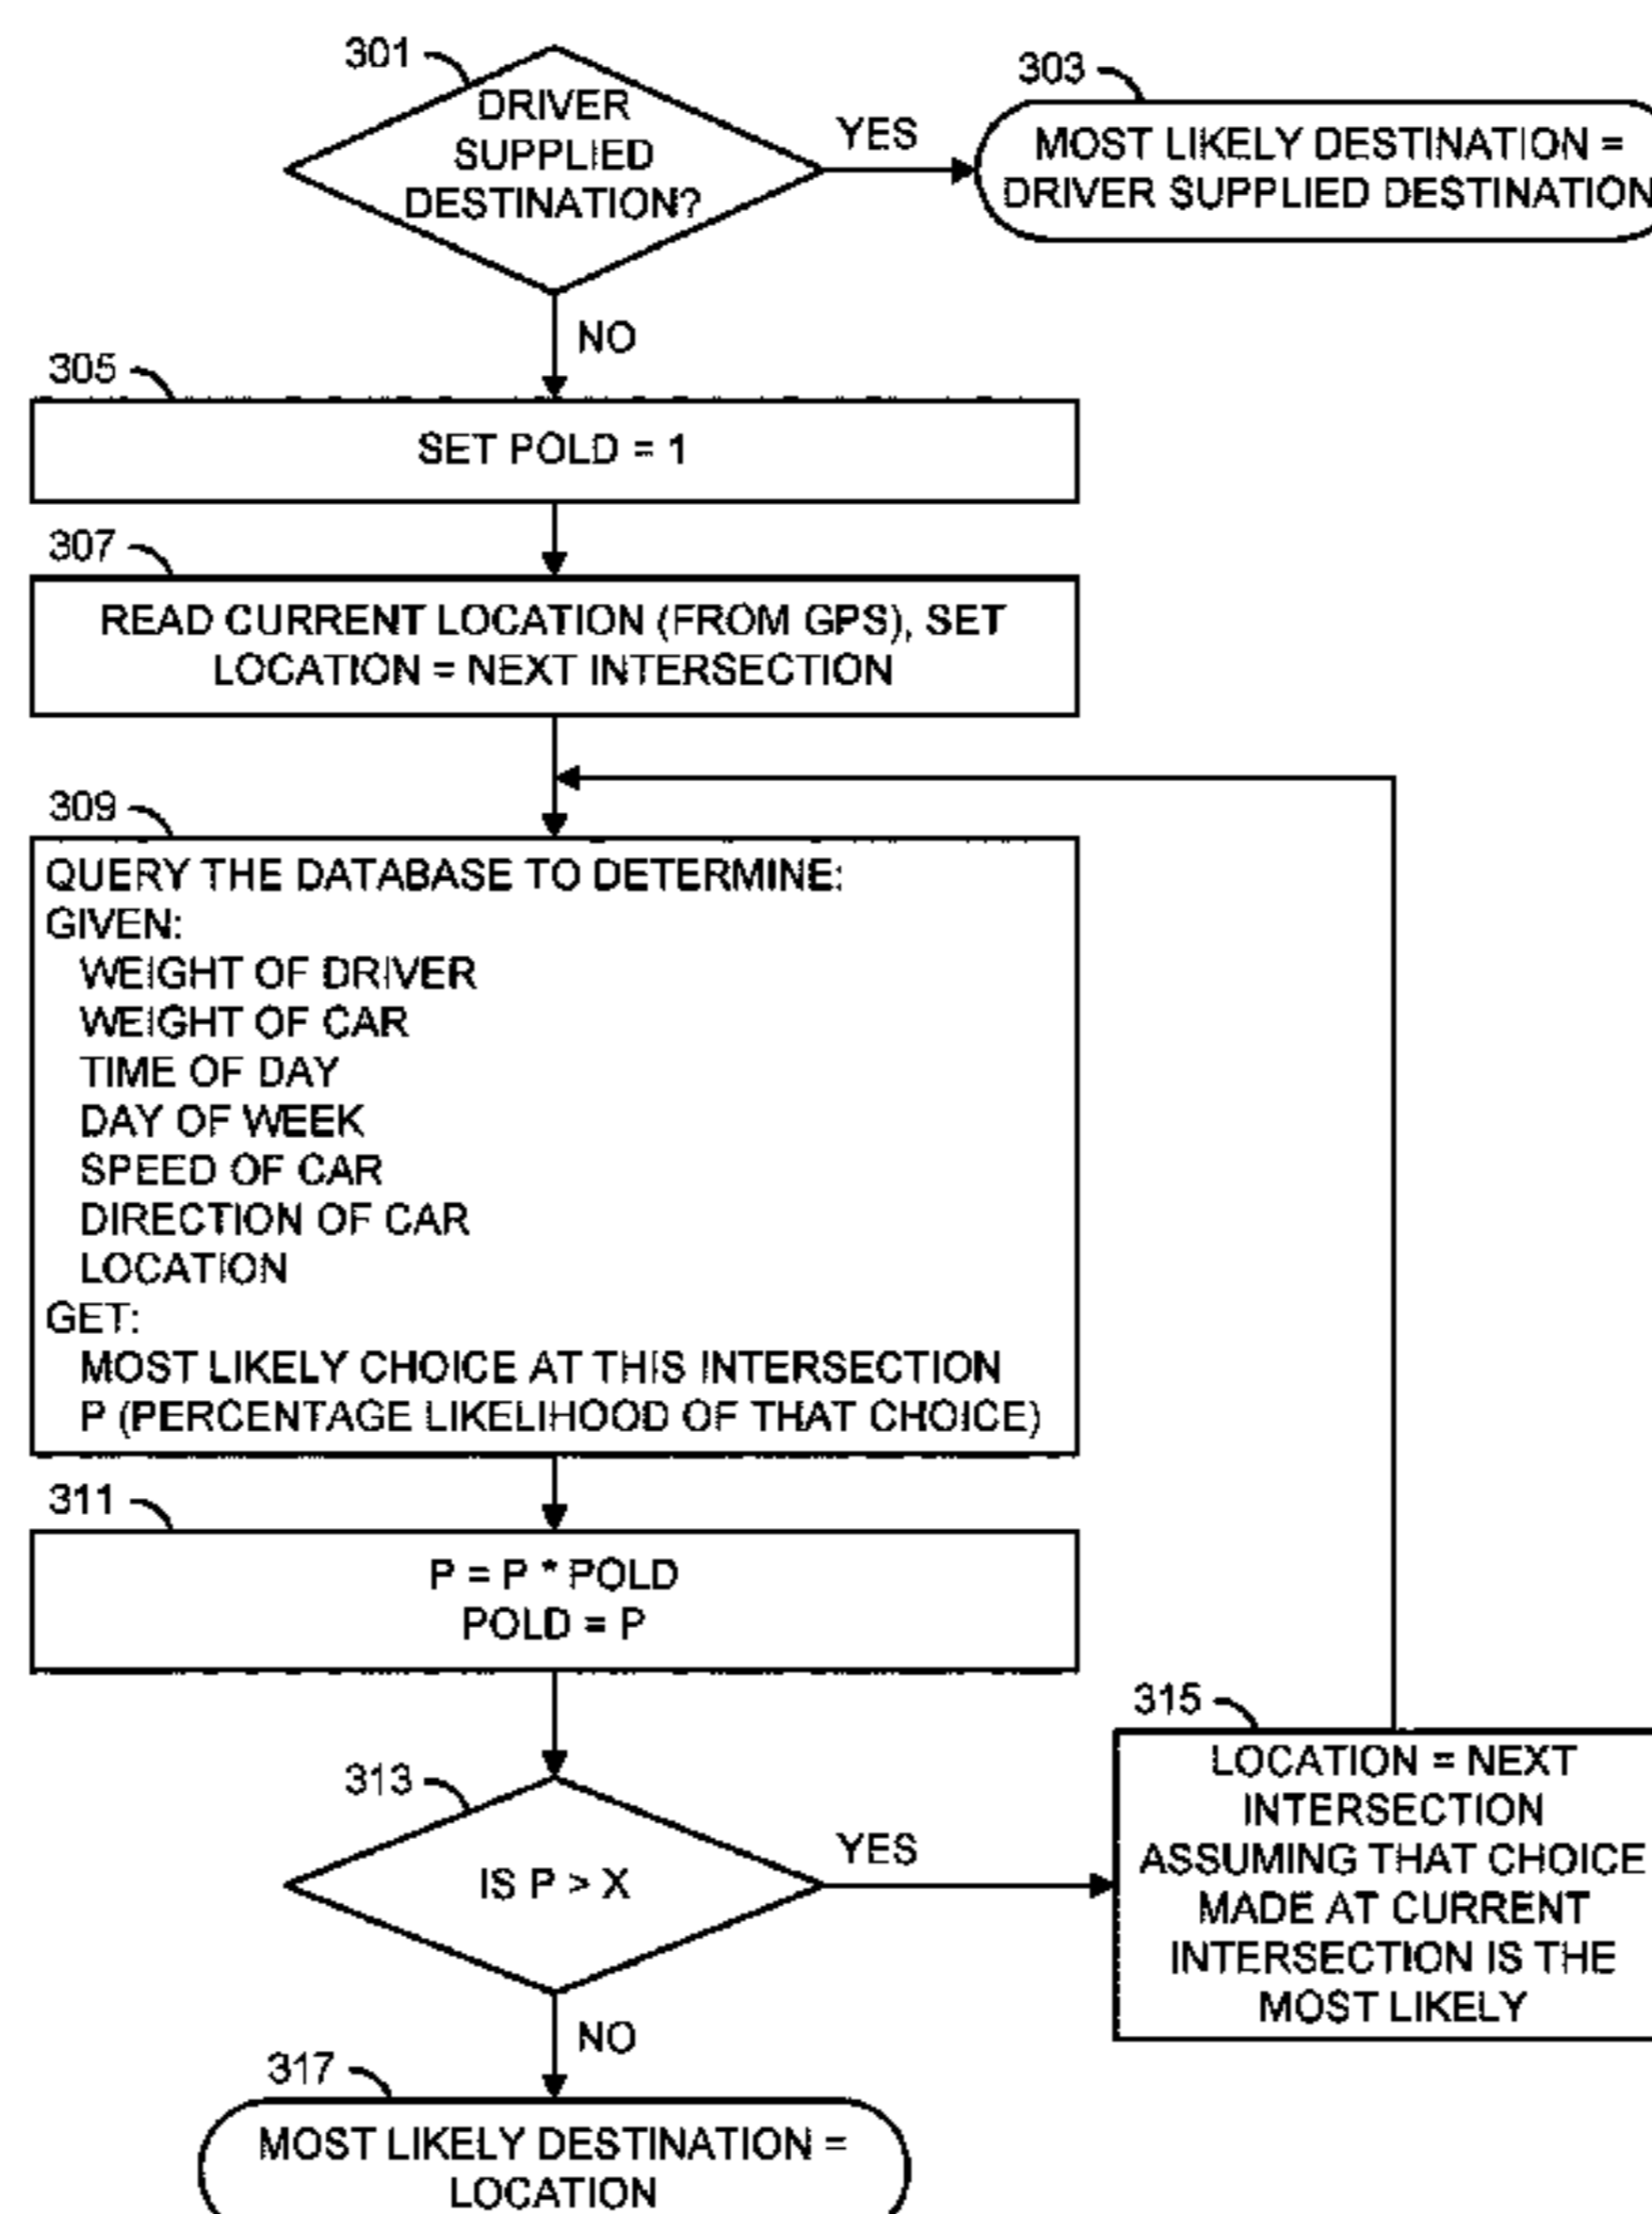 301
DRIVER
SUPPLIED
DESTINATION?
YES
303
MOST LIKELY DESTINATION =
DRIVER SUPPLIED DESTINATION
NO
305
SET POLD = 1
307
READ CURRENT LOCATION (FROM GPS), SET
LOCATION = NEXT INTERSECTION
309
QUERY THE DATABASE TO DETERMINE:
GIVEN:
WEIGHT OF DRIVER
WEIGHT OF CAR
TIME OF DAY
DAY OF WEEK
SPEED OF CAR
DIRECTION OF CAR
LOCATION
GET:
MOST LIKELY CHOICE AT THIS INTERSECTION
P (PERCENTAGE LIKELIHOOD OF THAT CHOICE)
311
P = P * POLD
POLD = P
313
IS P > X
YES
315
LOCATION = NEXT
INTERSECTION
ASSUMING THAT CHOICE
MADE AT CURRENT
INTERSECTION IS THE
MOST LIKELY
NO
317
MOST LIKELY DESTINATION =
LOCATION